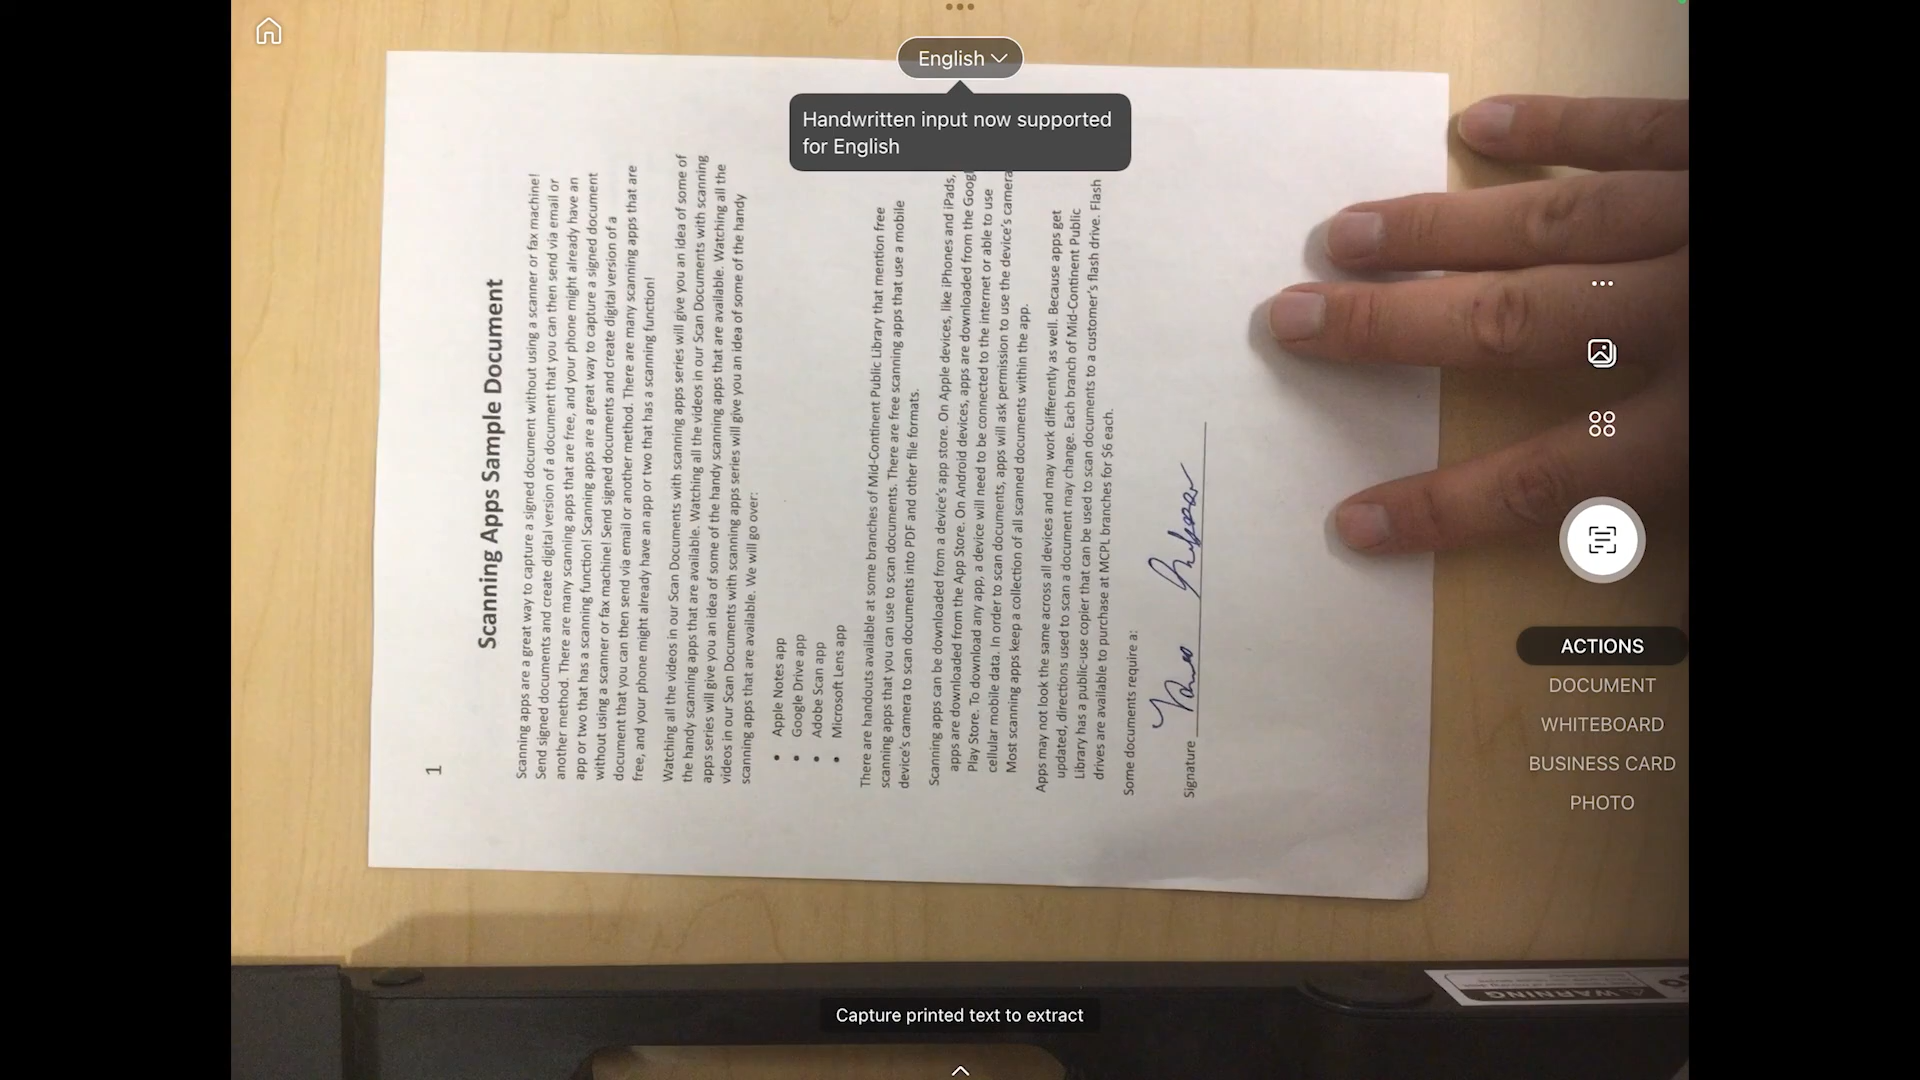 English
Handwritten input now supported
for English
1
Scanning Apps Sample Document
Scanning apps are a great way to capture a signed document without using a scanner or fax machine!
Send signed documents and create digital version of a document that you can then send via email or
another method. There are many scanning apps that are free, and your phone might already have an
app or two that has a scanning function! Scanning apps are a great way to capture a signed document
without using a scanner or fax machine! Send signed documents and create digital version of a
document that you can then send via email or another method. There are many scanning apps that are
free, and your phone might already have an app or two that has a scanning function!
Watching all the videos in our Scan Documents with scanning apps series will give you an idea of some of
the handy scanning apps that are available. Watching all the videos in our Scan Documents with scanning
apps series will give you an idea of some of the handy scanning apps that are available. Watching all the
videos in our Scan Documents with scanning apps series will give you an idea of some of the handy
scanning apps that are available. We will go over:
• Apple Notes app
• Google Drive app
• Adobe Scan app
• Microsoft Lens app
There are handouts available at some branches of Mid-Continent Public Library that mention free
scanning apps that you can use to scan documents. There are free scanning apps that use a mobile
device's camera to scan documents into PDF and other file formats.
Scanning apps can be downloaded from a device's app store. On Apple devices, like iPhones and iPads,
apps are downloaded from the App Store. On Android devices, apps are downloaded from the Googl
Play Store. To download any app, a device will need to be connected to the internet or able to use
cellular mobile data. In order to scan documents, apps will ask permission to use the device's camera
Most scanning apps keep a collection of all scanned documents within the app.
Apps may not look the same across all devices and may work differently as well. Because apps get
updated, directions used to scan a document may change. Each branch of Mid-Continent Public
Library has a public-use copier that can be used to scan documents to a customer's flash drive. Flash
drives are available to purchase at MCPL branches for $6 each.
Some documents require a:
Signature
ACTIONS
DOCUMENT
WHITEBOARD
BUSINESS CARD
PHOTO
WARNING
Capture printed text to extract